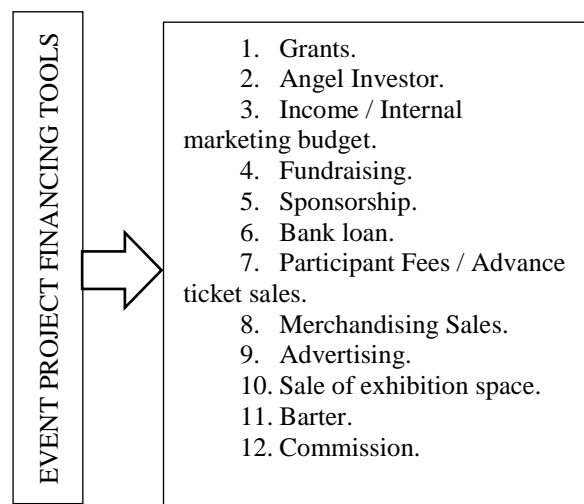 EVENT PROJECT FINANCING TOOLS
1. Grants.
2. Angel Investor.
3. Income / Internal
marketing budget.
4. Fundraising.
5. Sponsorship.
6. Bank loan.
7. Participant Fees / Advance
ticket sales.
8. Merchandising Sales.
9. Advertising.
10. Sale of exhibition space.
11. Barter.
12. Commission.